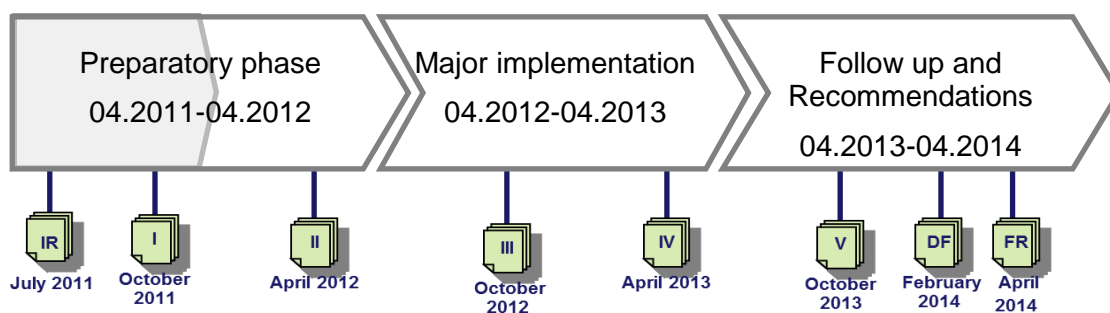 Preparatory phase
04.2011-04.2012
Major implementation
04.2012-04.2013
Follow up and
Recommendations
04.2013-04.2014
IR
July 2011
I
October
2011
II
April 2012
III
October
2012
IV
April 2013
V
October
2013
DF
February
2014
FR
April
2014